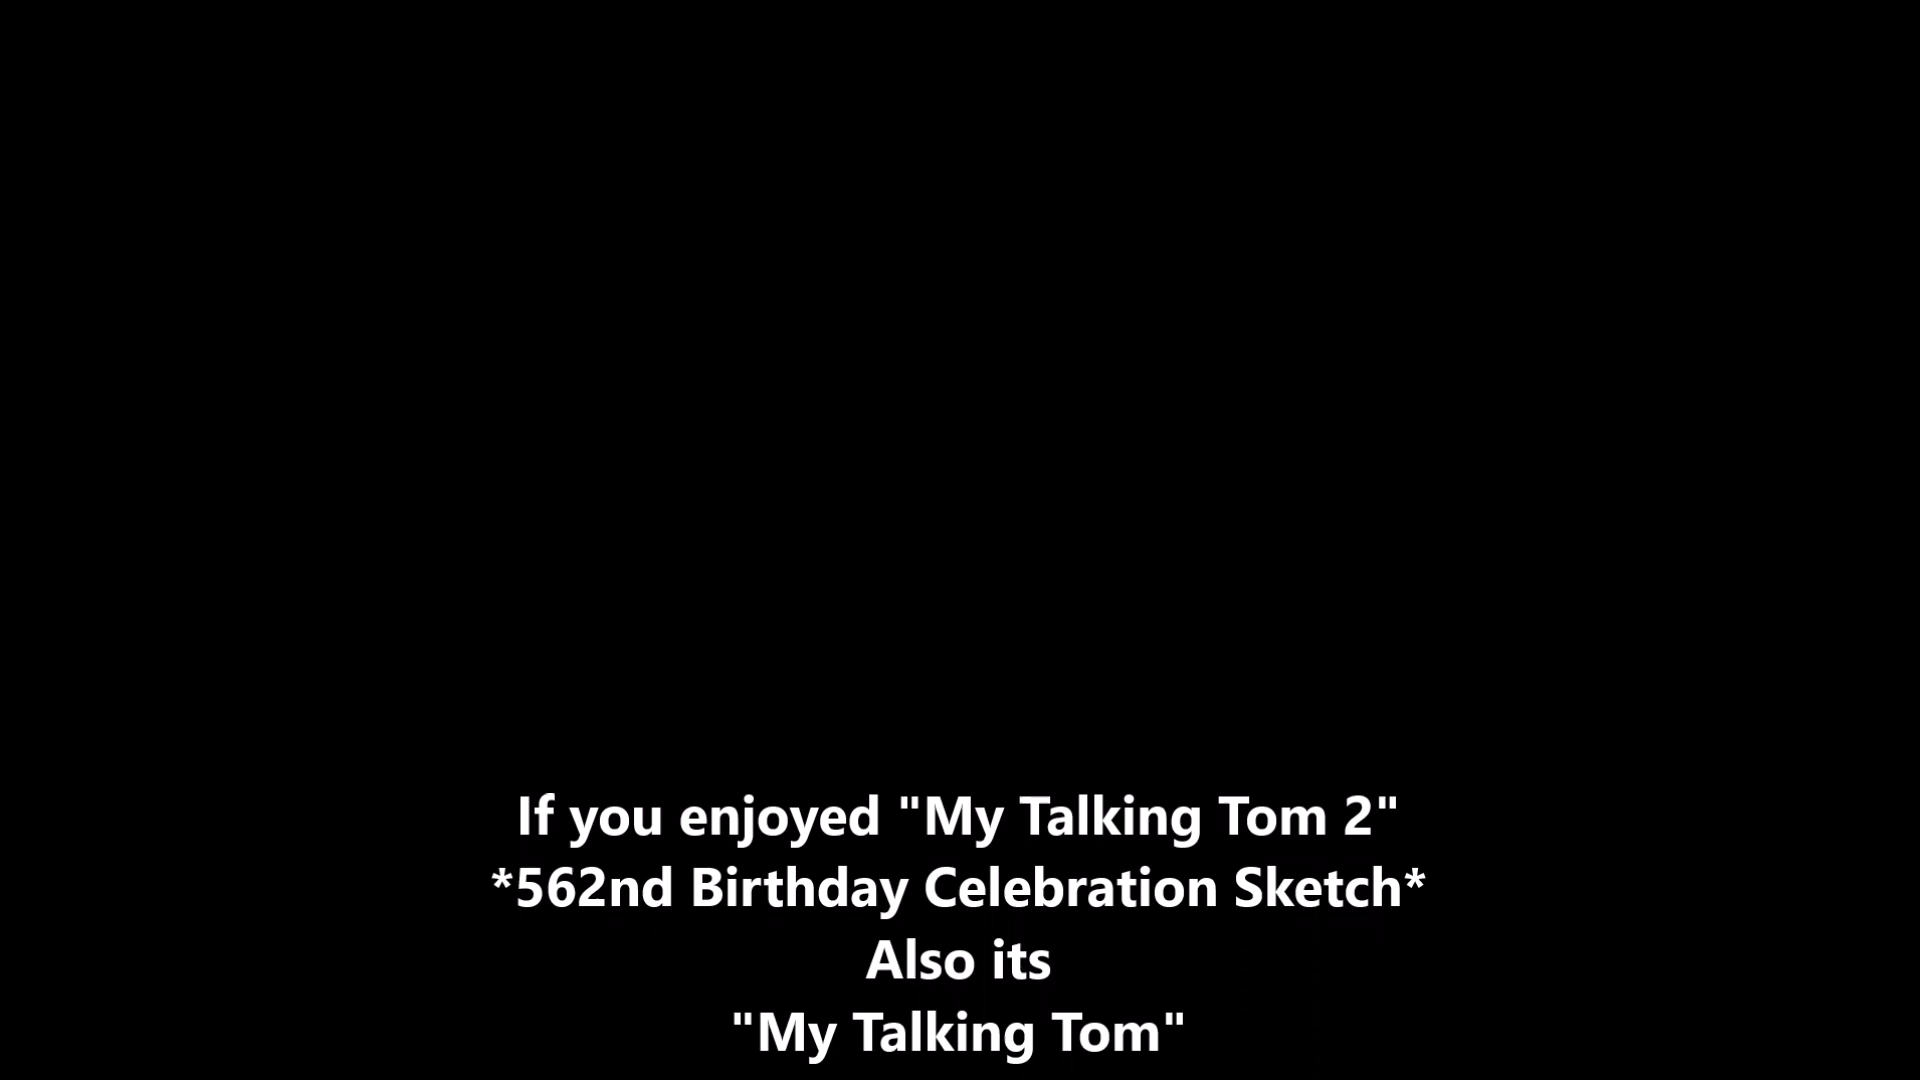 If you enjoyed "My Talking Tom 2"
*562nd Birthday Celebration Sketch*
Also its
"My Talking Tom"